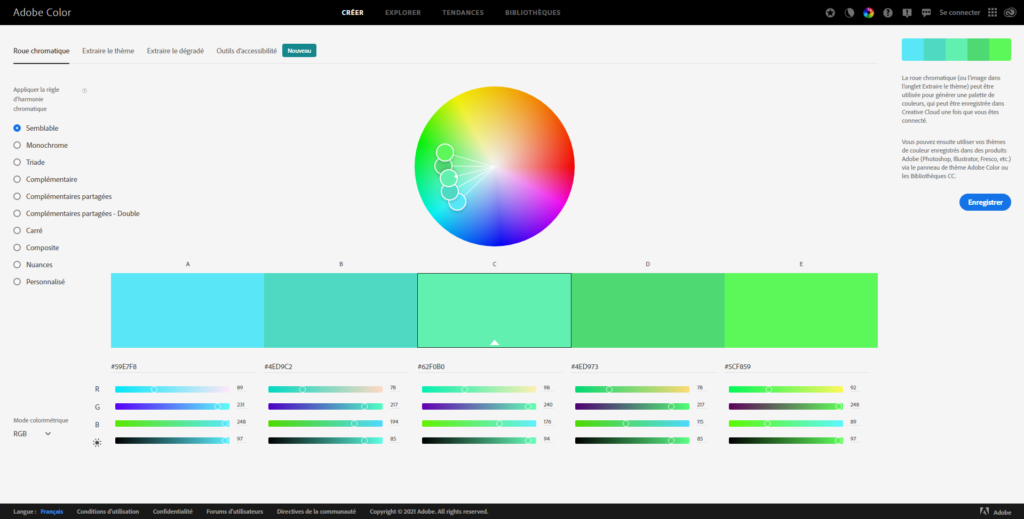 Adobe Color
CRÉER
EXPLORER
TENDANCES
BIBLIOTHÈQUES
Se connecter
Roue chromatique
Extraire le thème
Extraire le dégradé
Outils d'accessibilité
Nouveau
Appliquer la règle
d'harmonie
chromatique
Semblable
Monochrome
Triade
Complémentaire
Complémentaires partagées
Complémentaires partagées - Double
Carré
Composite
Nuances
Personnalisé
La roue chromatique (ou l'image dans
l'onglet Extraire le thème) peut être
utilisée pour générer une palette de
couleurs, qui peut être enregistrée dans
Creative Cloud une fois que vous êtes
connecté.
Vous pouvez ensuite utiliser vos thèmes
de couleur enregistrés dans des produits
Adobe (Photoshop, Illustrator, Fresco, etc.)
via le panneau de thème Adobe Color ou
les Bibliothèques CC.
Enregistrer
A B C D E
#59E7F8 #4ED9C2 #62F0B0 #4ED973 #5CF859
R 89 78 98 78 92
G 231 217 240 217 248
B 248 194 176 115 89
97 85 94 85 97
Mode colorimétrique
RGB
Langue : Français
Conditions d'utilisation
Confidentialité
Forums d'utilisateurs
Directives de la communauté
Copyright © 2021 Adobe. All rights reserved.
Adobe